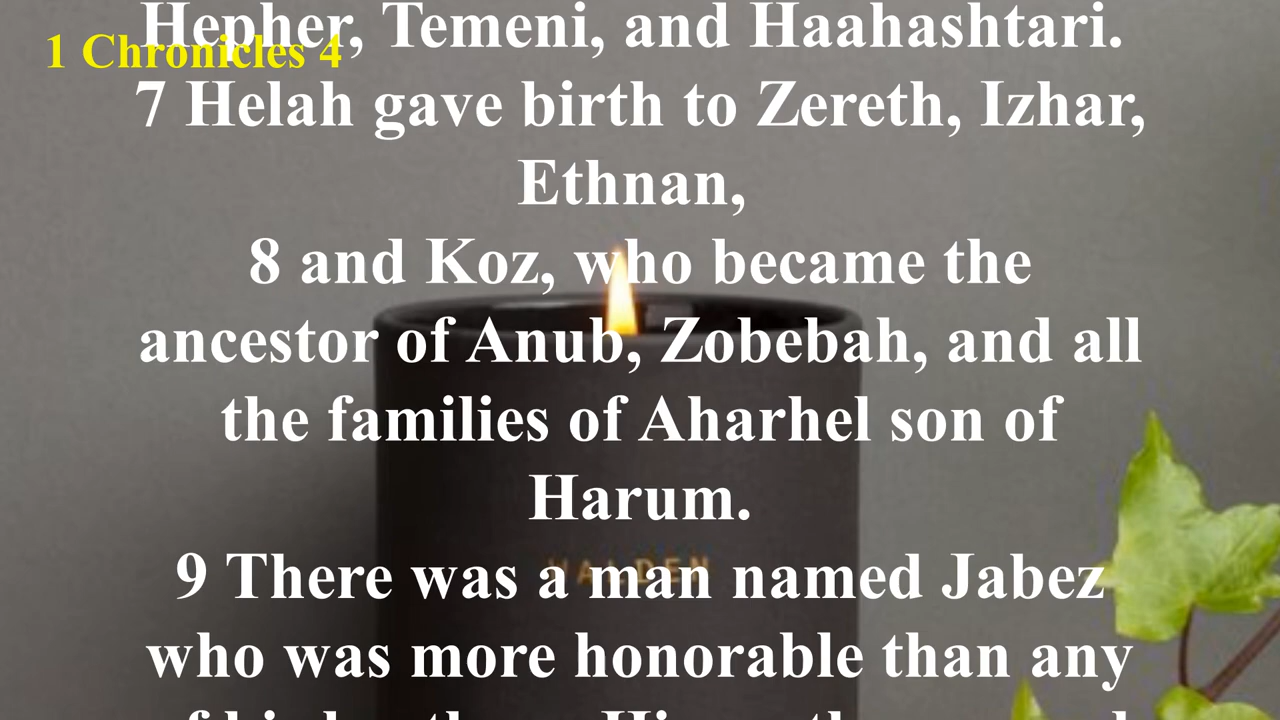 Hepher, Temeni, and Haahashtari.
1 Chronicles 4
7 Helah gave birth to Zereth, Izhar,
Ethnan,
8 and Koz, who became the
ancestor of Anub, Zobebah, and all
the families of Aharhel son of
Harum.
HALDEN
9 There was a man named Jabez
who was more honorable than any